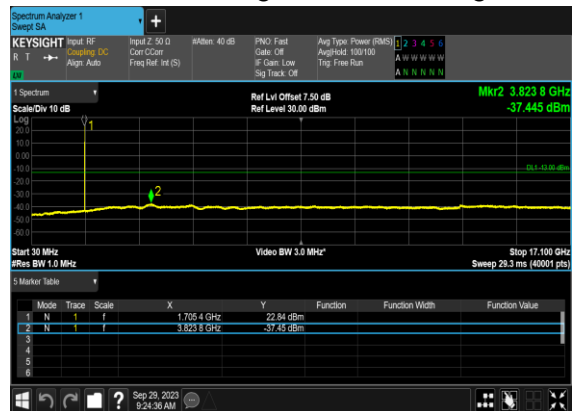 Spectrum Analyzer 1
Swept SA
+
KEYSIGHT Input: RF Input Z: 50 Ω #Atten: 40 dB PNO: Fast Avg Type: Power (RMS) 1 2 3 4 5 6
R T Coupling: DC Corr CCorr Gate: Off Avg|Hold: 100/100 A W W W W W
Align: Auto Freq Ref: Int (S) IF Gain: Low Trig: Free Run
LW Sig Track: Off A N N N N N
1 Spectrum Ref Lvl Offset 7.50 dB Mkr2 3.823 8 GHz
Scale/Div 10 dB Ref Level 30.00 dBm -37.445 dBm
Log
20.0
10.0
0.00
-10.0
-20.0
-30.0
-40.0
-50.0
-60.0
1
DL1 -13.00 dBm
2
Start 30 MHz Video BW 3.0 MHz* Stop 17.100 GHz
#Res BW 1.0 MHz Sweep 29.3 ms (40001 pts)
5 Marker Table
Mode Trace Scale X Y Function Function Width Function Value
1 N 1 f 1.705 4 GHz 22.84 dBm
2 N 1 f 3.823 8 GHz -37.45 dBm
3
4
5
6
? Sep 29, 2023
9:24:36 AM